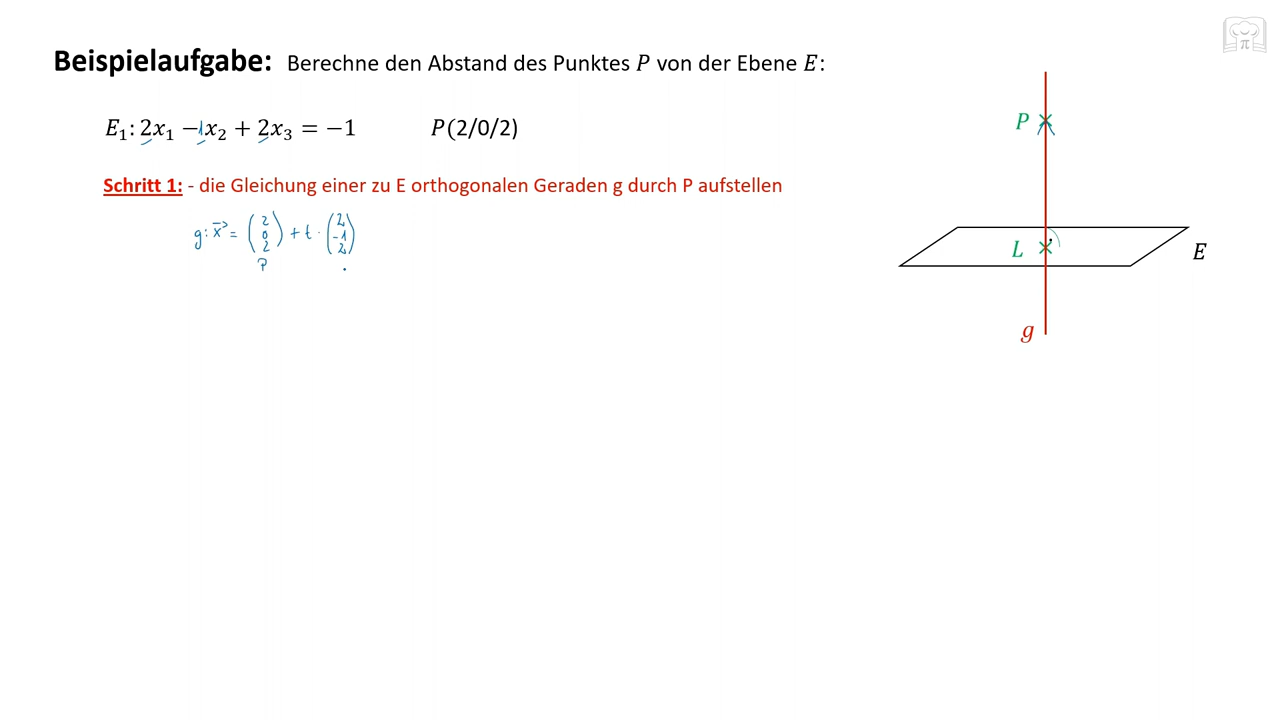 Beispielaufgabe: Berechne den Abstand des Punktes P von der Ebene E:
E₁: 2x₁ −1x₂ + 2x₃ = −1 P(2/0/2)
Schritt 1: - die Gleichung einer zu E orthogonalen Geraden g durch P aufstellen
g: x⃗ = (2 0 2) + t · (2 -1 2)
P
P
L
E
g
π